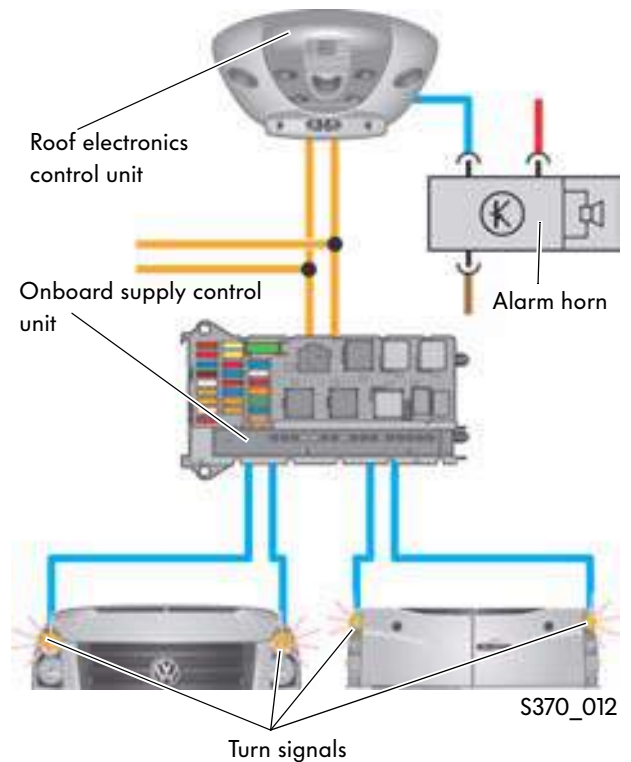 Roof electronics
control unit
Onboard supply control
unit
Alarm horn
S370_012
Turn signals